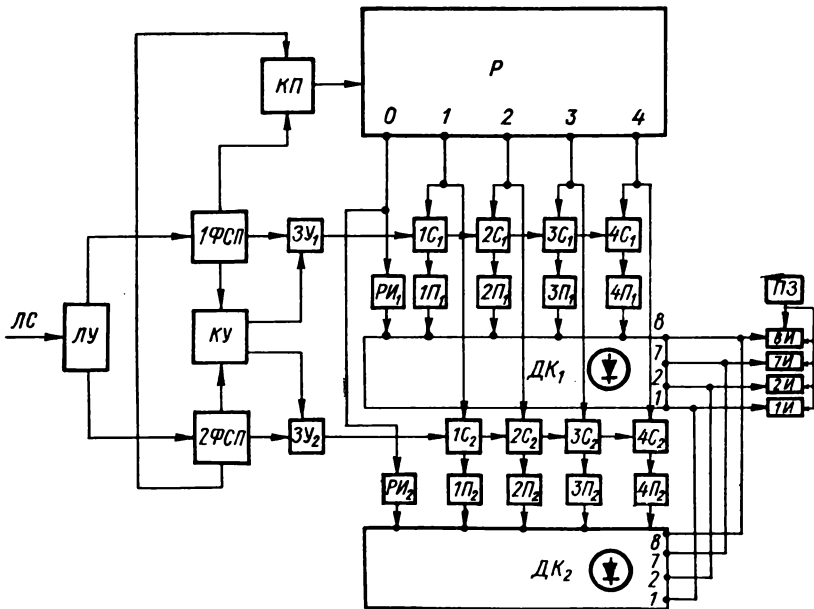 КП
Р
0 1 2 3 4
1ФСП
ЗУ₁
1С₁ 2С₁ 3С₁ 4С₁
РИ₁ 1П₁ 2П₁ 3П₁ 4П₁
ПЗ
ЛС
ЛУ
КУ
ДК₁
8
7
2
1
8И
7И
2И
1И
2ФСП
ЗУ₂
1С₂ 2С₂ 3С₂ 4С₂
РИ₂ 1П₂ 2П₂ 3П₂ 4П₂
ДК₂
8
7
2
1